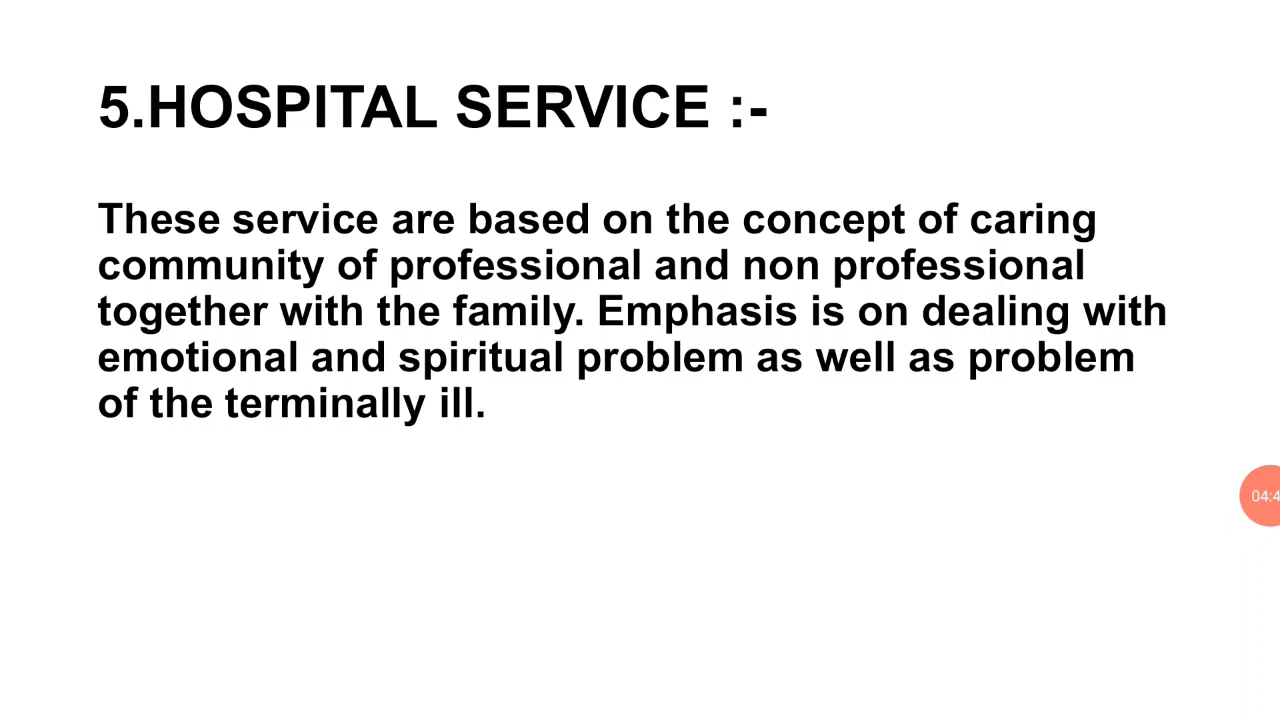 5.HOSPITAL SERVICE :-
These service are based on the concept of caring
community of professional and non professional
together with the family. Emphasis is on dealing with
emotional and spiritual problem as well as problem
of the terminally ill.
04:4